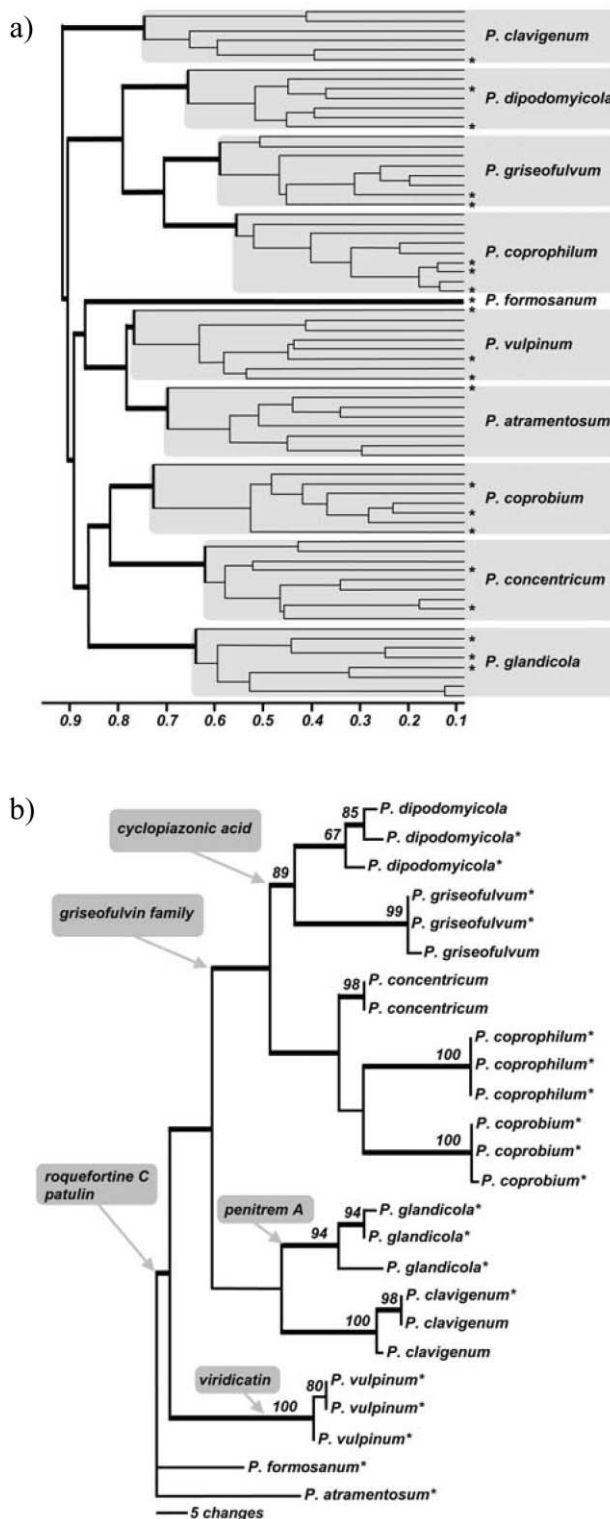 a)
P. clavigenum
*
P. dipodomyicola
*
*
P. griseofulvum
*
*
P. coprophilum
*
*
*
* P. formosanum
*
P. vulpinum
*
*
*
P. atramentosum
P. coprobium
*
*
*
P. concentricum
*
*
P. glandicola
*
*
*
0.9 0.8 0.7 0.6 0.5 0.4 0.3 0.2 0.1
b)
cyclopiazonic acid
griseofulvin family
85 P. dipodomyicola
67 P. dipodomyicola*
89 P. dipodomyicola*
P. griseofulvum*
99 P. griseofulvum*
P. griseofulvum
98 P. concentricum
P. concentricum
P. coprophilum*
100 P. coprophilum*
P. coprophilum*
P. coprobium*
100 P. coprobium*
P. coprobium*
roquefortine C
patulin
penitrem A
94 P. glandicola*
94 P. glandicola*
P. glandicola*
98 P. clavigenum*
100 P. clavigenum
P. clavigenum
viridicatin
80 P. vulpinum*
100 P. vulpinum*
P. vulpinum*
P. formosanum*
P. atramentosum*
5 changes